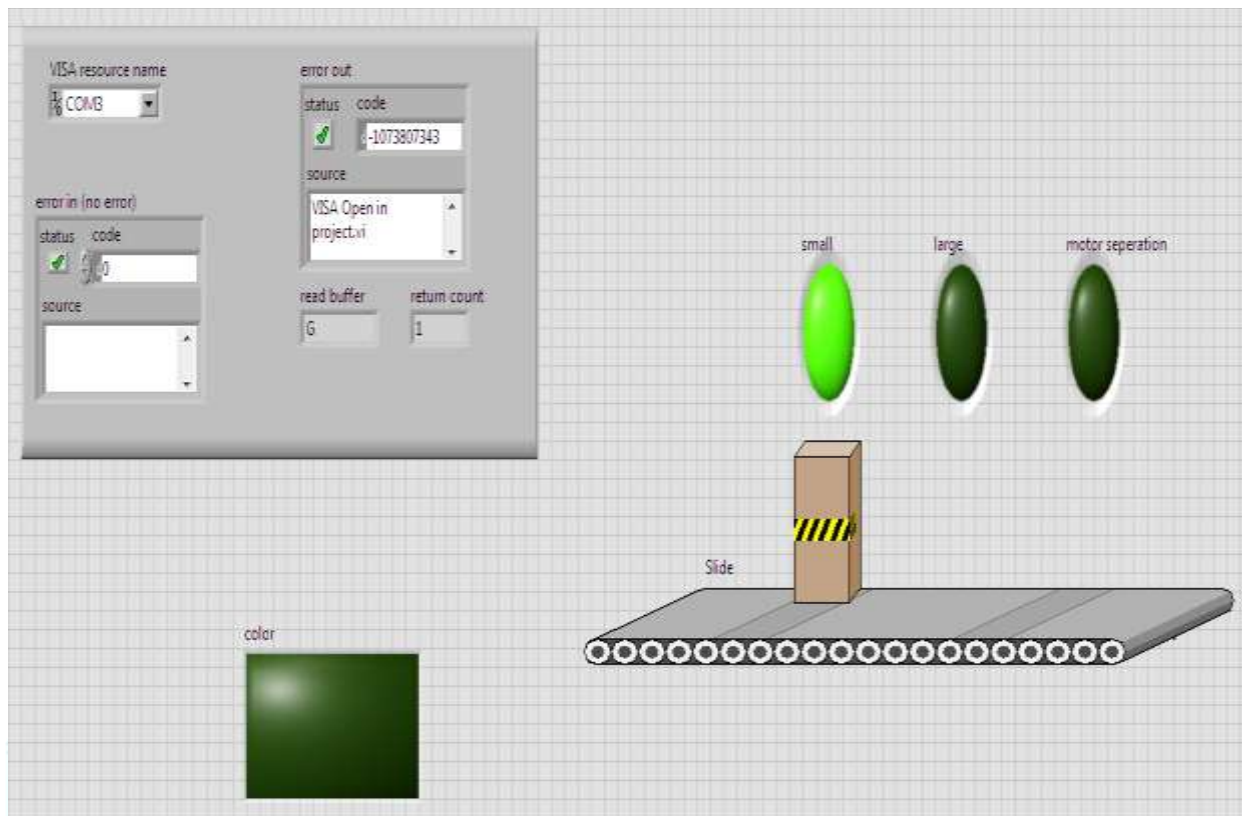 VISA resource name
COM3
error out
status code
-1073807343
source
VISA Open in
project.vi
error in (no error)
status code
0
source
read buffer
G
return count
1
small
large
motor seperation
Slide
color